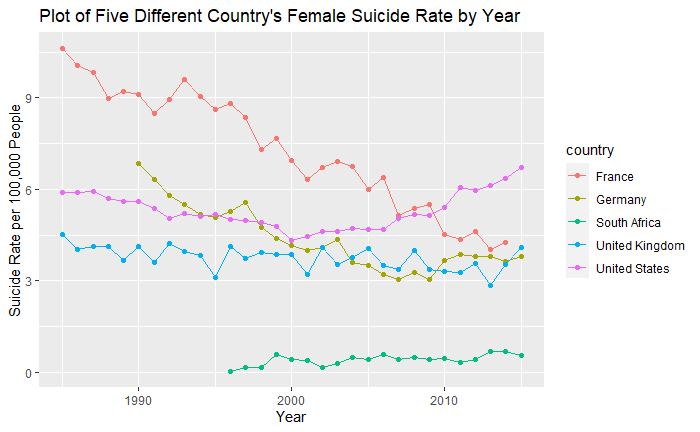 Plot of Five Different Country's Female Suicide Rate by Year
Suicide Rate per 100,000 People
9
6
3
0
1990
2000
2010
Year
country
France
Germany
South Africa
United Kingdom
United States